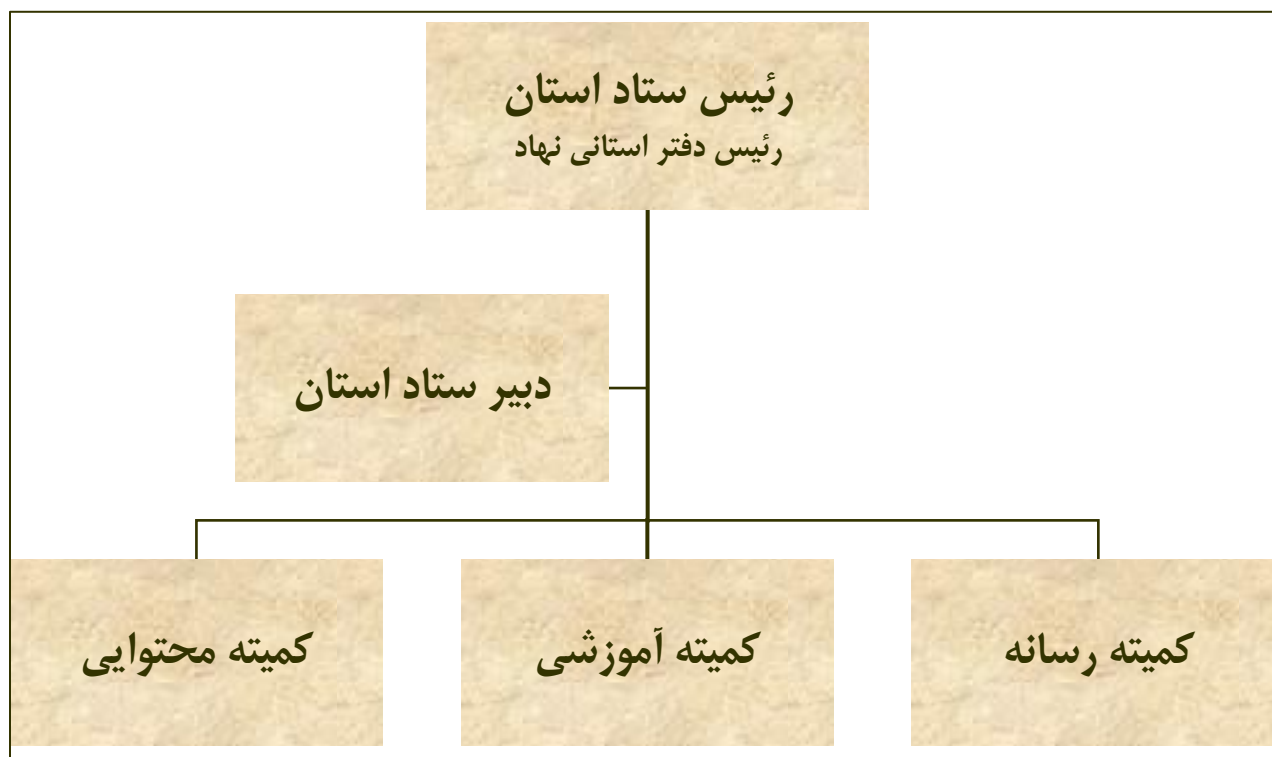 رئیس ستاد استان
رئیس دفتر استانی نهاد
دبیر ستاد استان
کمیته رسانه
کمیته آموزشی
کمیته محتوایی